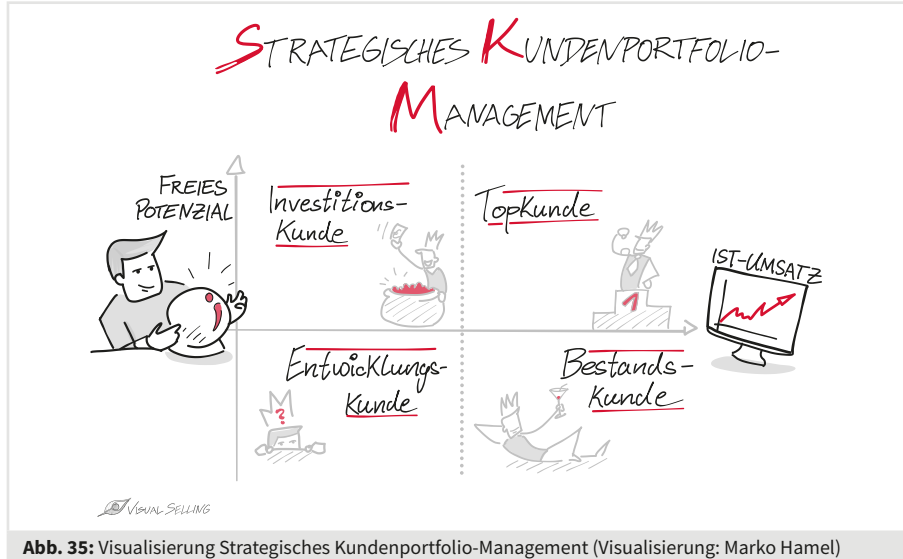 STRATEGISCHES KUNDENPORTFOLIO-
MANAGEMENT
FREIES
POTENZIAL
Investitions-
Kunde
TopKunde
1
IST-UMSATZ
Entwicklungs-
Kunde
?
Bestands-
Kunde
VISUAL SELLING
Abb. 35: Visualisierung Strategisches Kundenportfolio-Management (Visualisierung: Marko Hamel)